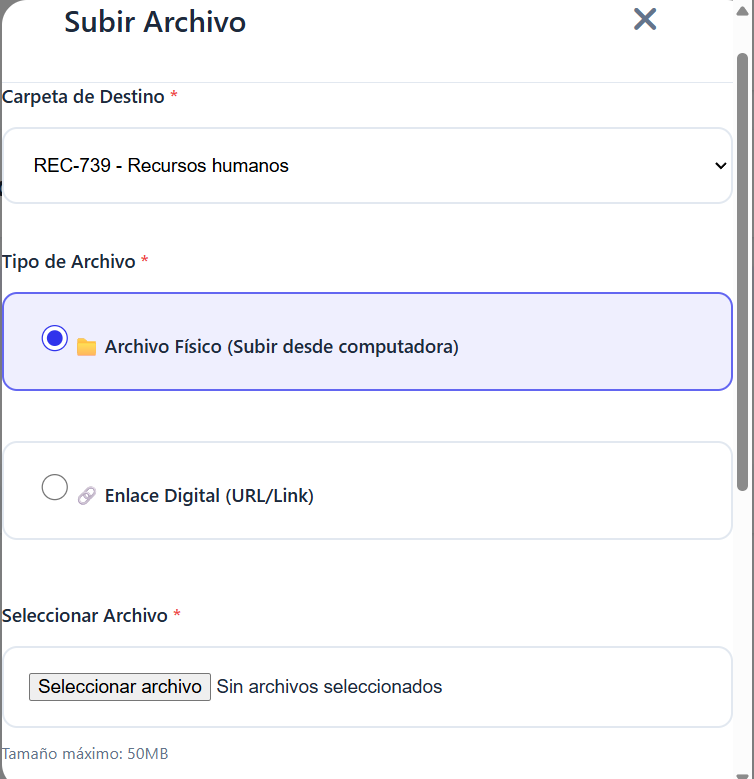 Subir Archivo
Carpeta de Destino *
REC-739 - Recursos humanos
Tipo de Archivo *
Archivo Físico (Subir desde computadora)
Enlace Digital (URL/Link)
Seleccionar Archivo *
Seleccionar archivo Sin archivos seleccionados
Tamaño máximo: 50MB